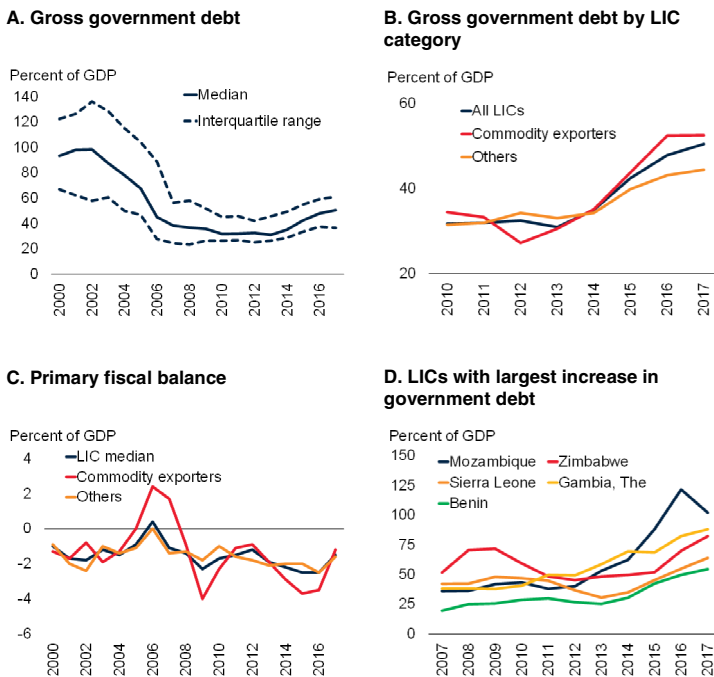 A. Gross government debt
Percent of GDP
140
120
100
80
60
40
20
0
Median
Interquartile range
2000
2002
2004
2006
2008
2010
2012
2014
2016
B. Gross government debt by LIC
category
Percent of GDP
60
40
20
All LICs
Commodity exporters
Others
2010
2011
2012
2013
2014
2015
2016
2017
C. Primary fiscal balance
Percent of GDP
4
2
0
-2
-4
-6
LIC median
Commodity exporters
Others
2000
2002
2004
2006
2008
2010
2012
2014
2016
D. LICs with largest increase in
government debt
Percent of GDP
150
125
100
75
50
25
0
Mozambique Zimbabwe
Sierra Leone Gambia, The
Benin
2007
2008
2009
2010
2011
2012
2013
2014
2015
2016
2017